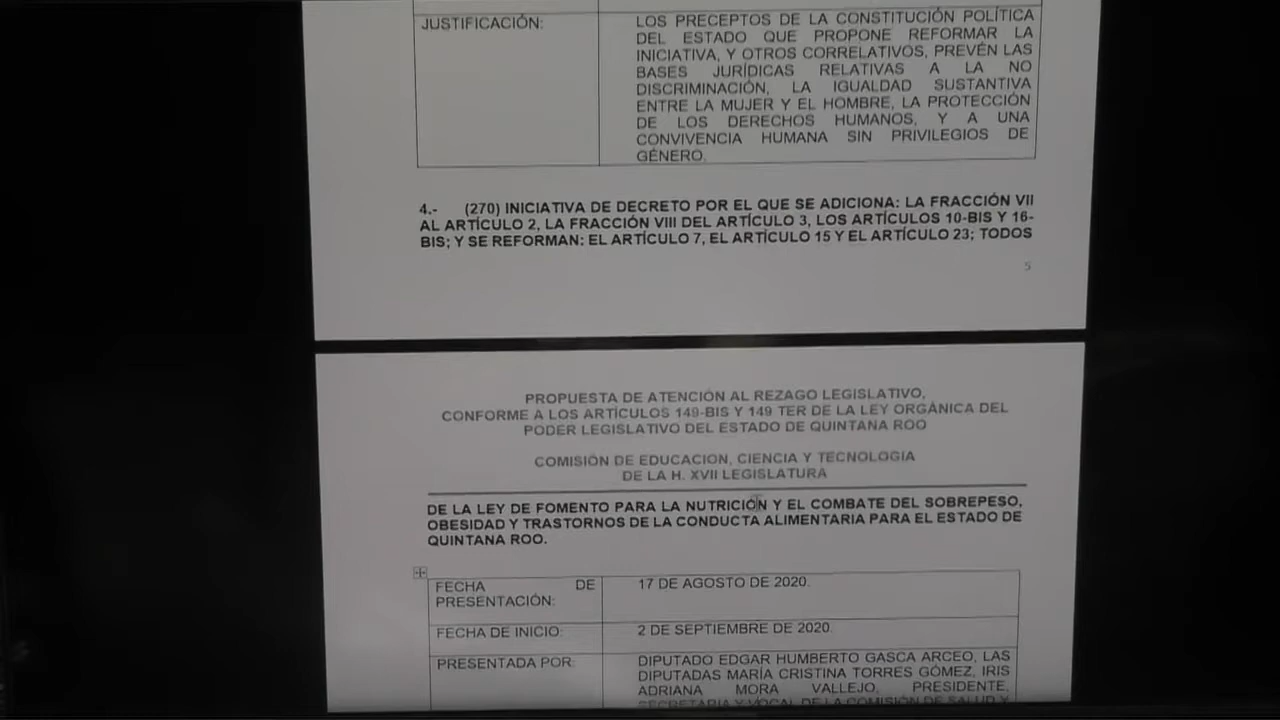 JUSTIFICACIÓN:
LOS PRECEPTOS DE LA CONSTITUCIÓN POLÍTICA
DEL ESTADO QUE PROPONE REFORMAR LA
INICIATIVA, Y OTROS CORRELATIVOS, PREVÉN LAS
BASES JURÍDICAS RELATIVAS A LA NO
DISCRIMINACIÓN, LA IGUALDAD SUSTANTIVA
ENTRE LA MUJER Y EL HOMBRE, LA PROTECCIÓN
DE LOS DERECHOS HUMANOS, Y A UNA
CONVIVENCIA HUMANA SIN PRIVILEGIOS DE
GÉNERO.
4.- (270) INICIATIVA DE DECRETO POR EL QUE SE ADICIONA: LA FRACCIÓN VII
AL ARTÍCULO 2, LA FRACCIÓN VIII DEL ARTÍCULO 3, LOS ARTÍCULOS 10-BIS Y 16-
BIS; Y SE REFORMAN: EL ARTÍCULO 7, EL ARTÍCULO 15 Y EL ARTÍCULO 23; TODOS
5
PROPUESTA DE ATENCIÓN AL REZAGO LEGISLATIVO,
CONFORME A LOS ARTÍCULOS 149-BIS Y 149 TER DE LA LEY ORGÁNICA DEL
PODER LEGISLATIVO DEL ESTADO DE QUINTANA ROO
COMISIÓN DE EDUCACION, CIENCIA Y TECNOLOGIA
DE LA H. XVII LEGISLATURA
DE LA LEY DE FOMENTO PARA LA NUTRICIÓN Y EL COMBATE DEL SOBREPESO,
OBESIDAD Y TRASTORNOS DE LA CONDUCTA ALIMENTARIA PARA EL ESTADO DE
QUINTANA ROO.
FECHA DE
PRESENTACIÓN:
17 DE AGOSTO DE 2020.
FECHA DE INICIO:
2 DE SEPTIEMBRE DE 2020.
PRESENTADA POR:
DIPUTADO EDGAR HUMBERTO GASCA ARCEO, LAS
DIPUTADAS MARÍA CRISTINA TORRES GÓMEZ, IRIS
ADRIANA MORA VALLEJO, PRESIDENTE,
SECRETARIA Y VOCAL DE LA COMISIÓN DE SALUD Y